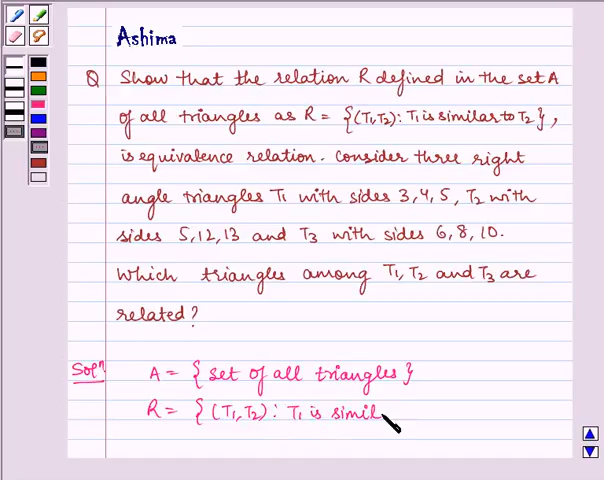 Ashima
Q Show that the relation R defined in the set A
of all triangles as R = {(T1,T2): T1 is similar to T2},
is equivalence relation. Consider three right
angle triangles T1 with sides 3,4,5, T2 with
sides 5,12,13 and T3 with sides 6,8,10.
Which triangles among T1, T2 and T3 are
related?
Solⁿ A = { set of all triangles }
R = { (T1,T2): T1 is simil